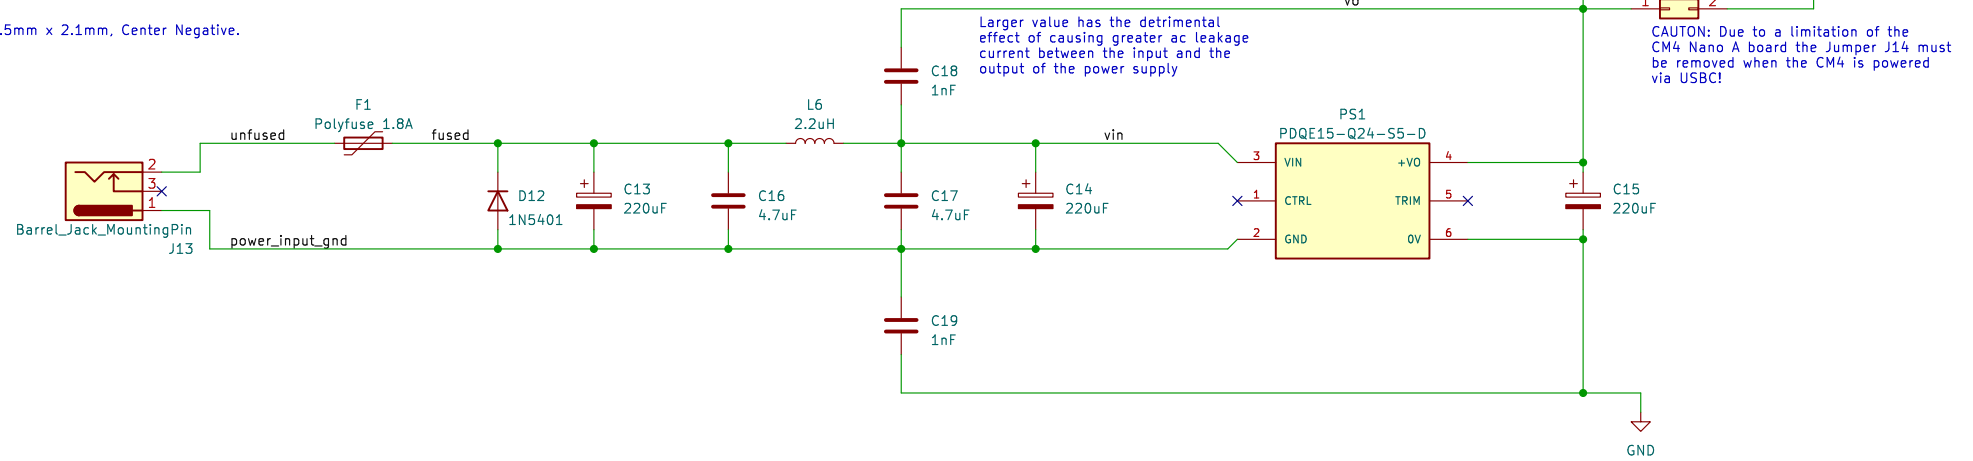 vo
1
2
.5mm x 2.1mm, Center Negative.
Larger value has the detrimental
effect of causing greater ac leakage
current between the input and the
output of the power supply
CAUTON: Due to a limitation of the
CM4 Nano A board the Jumper J14 must
be removed when the CM4 is powered
via USBC!
C18
1nF
F1
Polyfuse 1.8A
unfused
fused
L6
2.2uH
vin
PS1
PDQE15-Q24-S5-D
2
3
1
Barrel_Jack_MountingPin
J13
power_input_gnd
D12
1N5401
+
C13
220uF
C16
4.7uF
C17
4.7uF
+
C14
220uF
3
VIN
1
CTRL
2
GND
+VO
4
TRIM
5
0V
6
+
C15
220uF
C19
1nF
GND